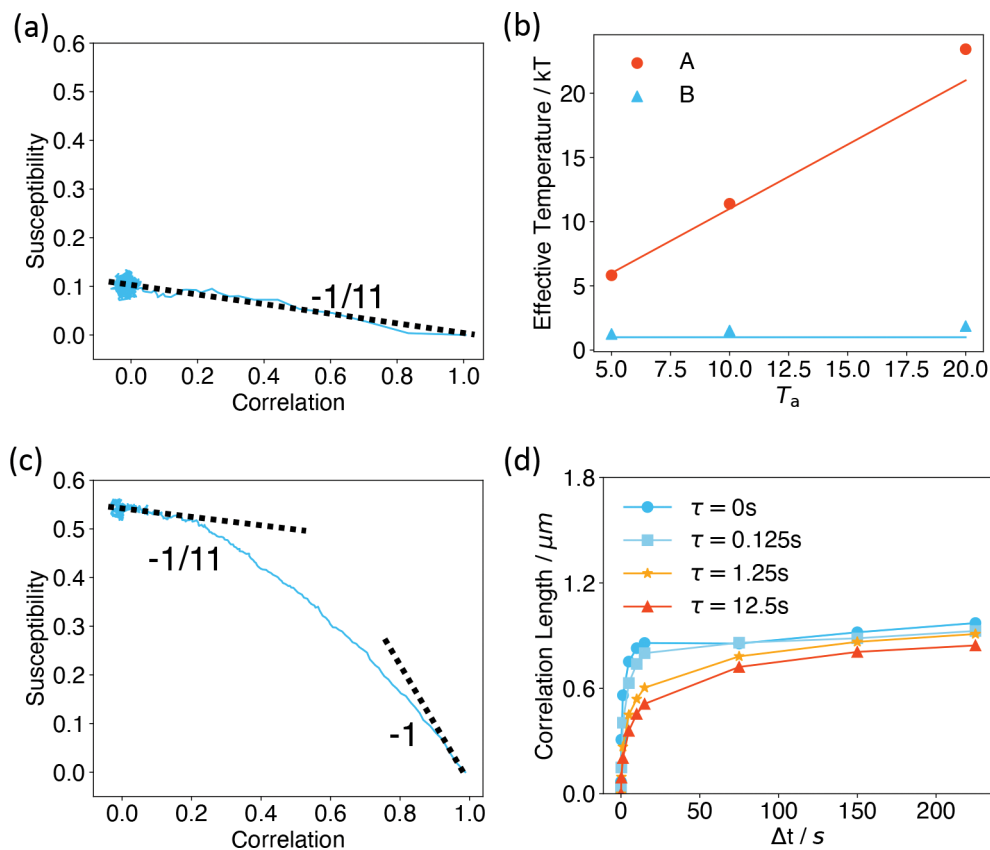 (a)
0.6
0.5
0.4
0.3
0.2
0.1
0.0
Susceptibility
-1/11
0.0 0.2 0.4 0.6 0.8 1.0
Correlation
(b)
A
B
20
15
10
5
0
Effective Temperature / kT
5.0 7.5 10.0 12.5 15.0 17.5 20.0
Tₐ
(c)
0.6
0.5
0.4
0.3
0.2
0.1
0.0
Susceptibility
-1/11
-1
0.0 0.2 0.4 0.6 0.8 1.0
Correlation
(d)
1.8
1.2
0.6
0.0
Correlation Length / μm
τ = 0s
τ = 0.125s
τ = 1.25s
τ = 12.5s
0 50 100 150 200
Δt / s